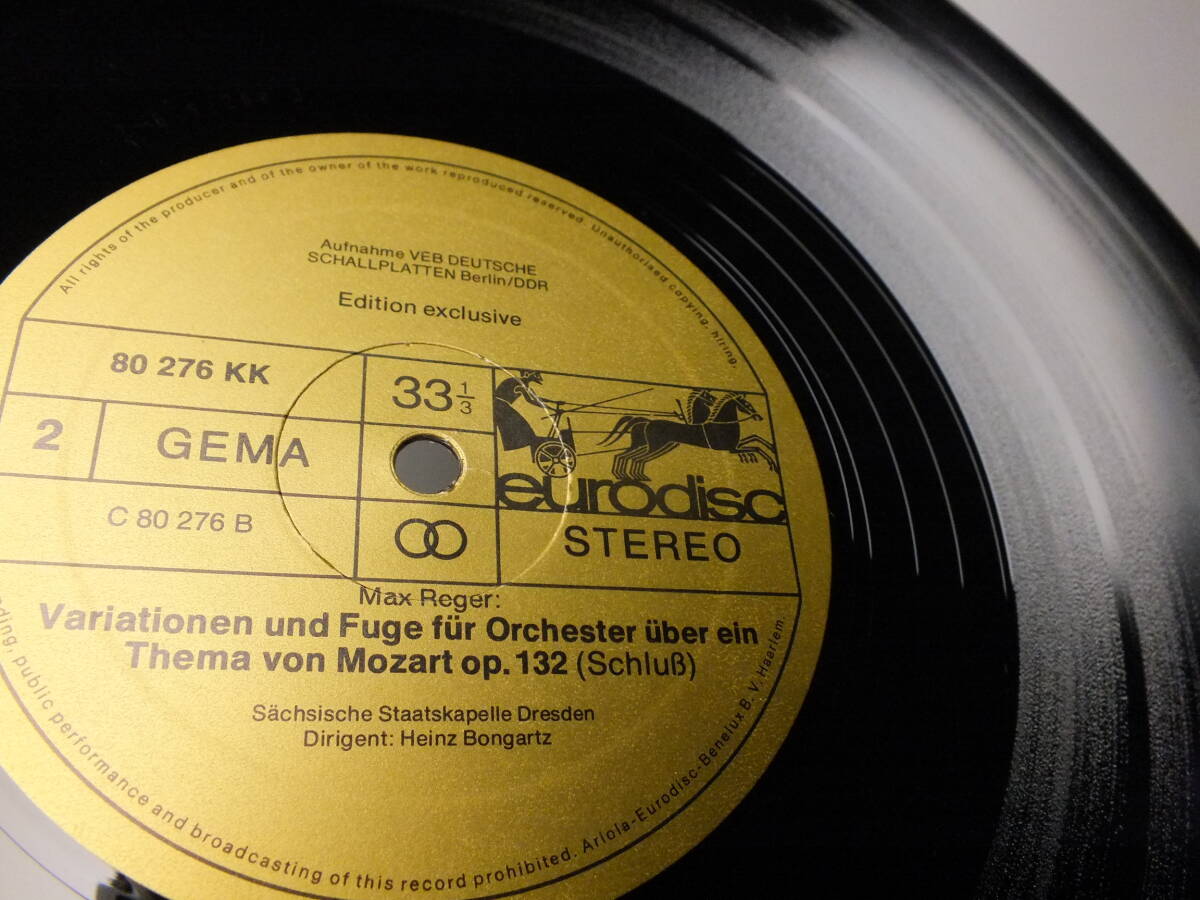 All rights of the producer and of the owner of the work reproduced reserved. Unauthorised copying, hiring,
Aufnahme VEB DEUTSCHE
SCHALLPLATTEN Berlin/DDR
Edition exclusive
80 276 KK
33 1/3
2
GEMA
eurodisc
C 80 276 B
STEREO
Max Reger:
Variationen und Fuge für Orchester über ein
Thema von Mozart op. 132 (Schluß)
Sächsische Staatskapelle Dresden
Dirigent: Heinz Bongartz
public performance and broadcasting of this record prohibited. Ariola-Eurodisc-Benelux B. V. Haarlem.